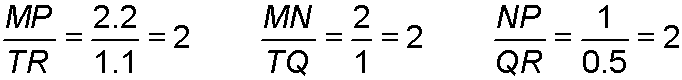 MP/TR = 2.2/1.1 = 2    MN/TQ = 2/1 = 2    NP/QR = 1/0.5 = 2